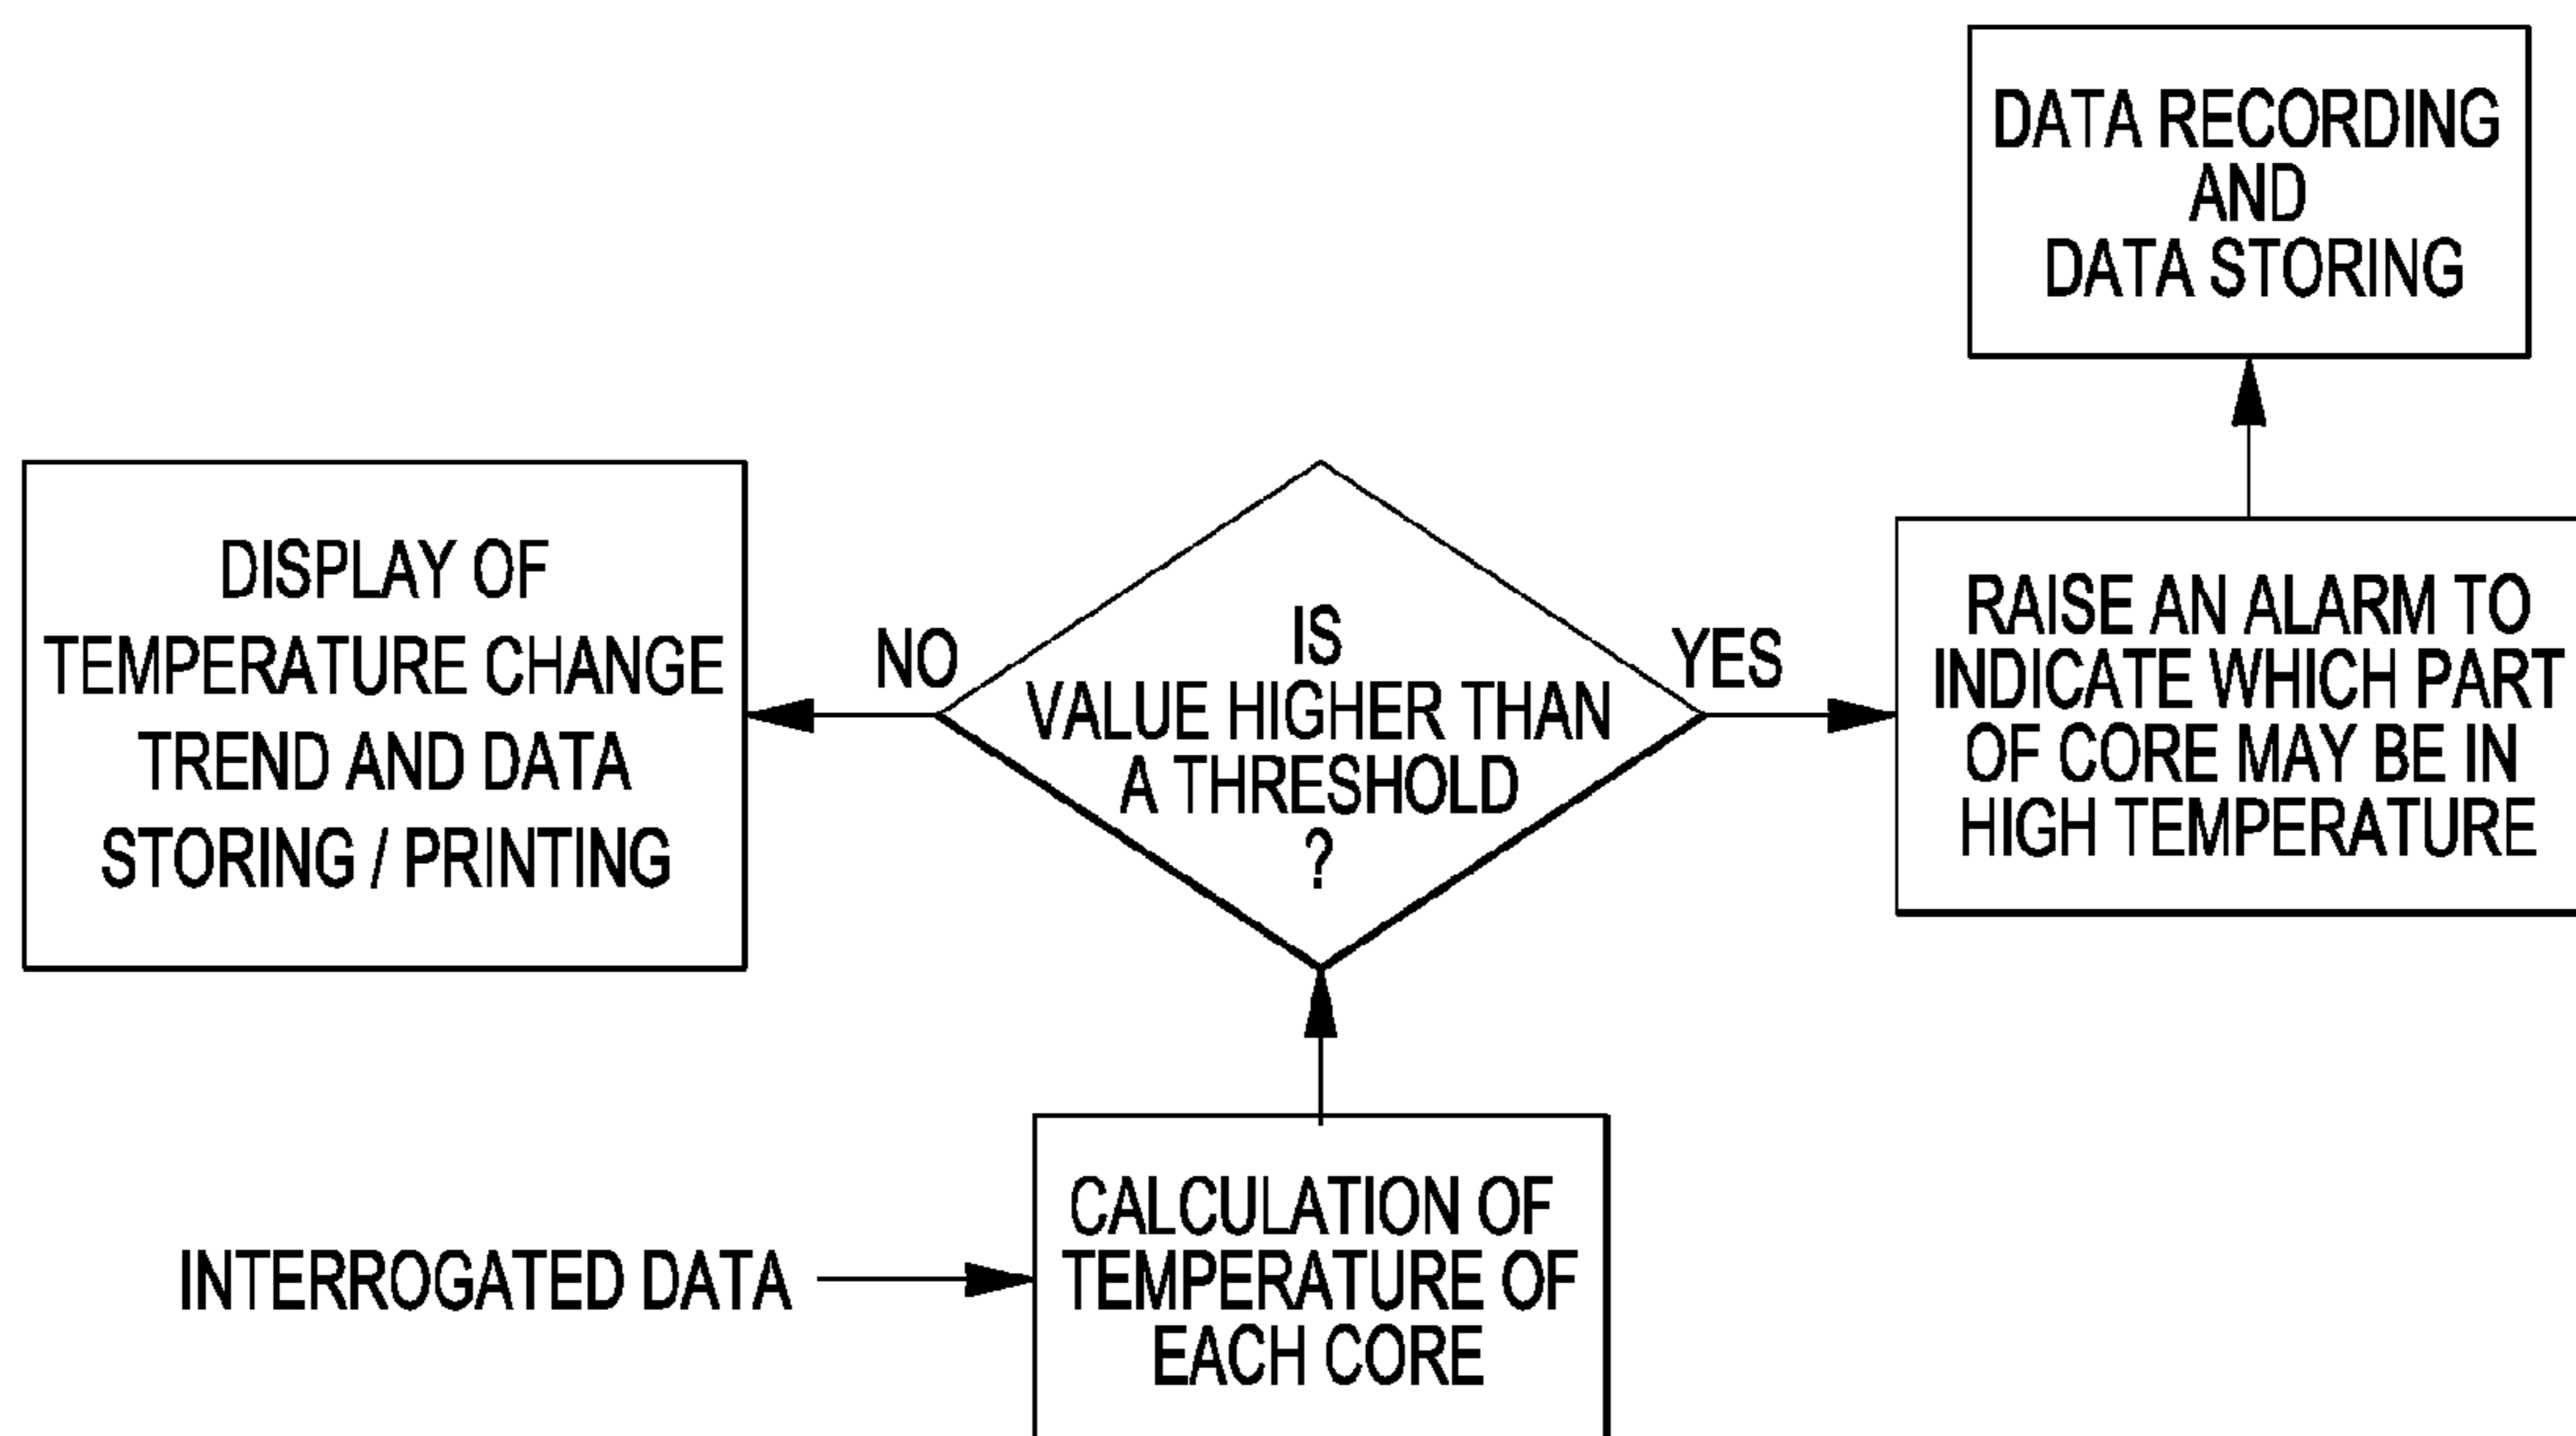 DATA RECORDING
AND
DATA STORING
DISPLAY OF
TEMPERATURE CHANGE
TREND AND DATA
STORING / PRINTING
NO
IS
VALUE HIGHER THAN
A THRESHOLD
?
YES
RAISE AN ALARM TO
INDICATE WHICH PART
OF CORE MAY BE IN
HIGH TEMPERATURE
INTERROGATED DATA
CALCULATION OF
TEMPERATURE OF
EACH CORE